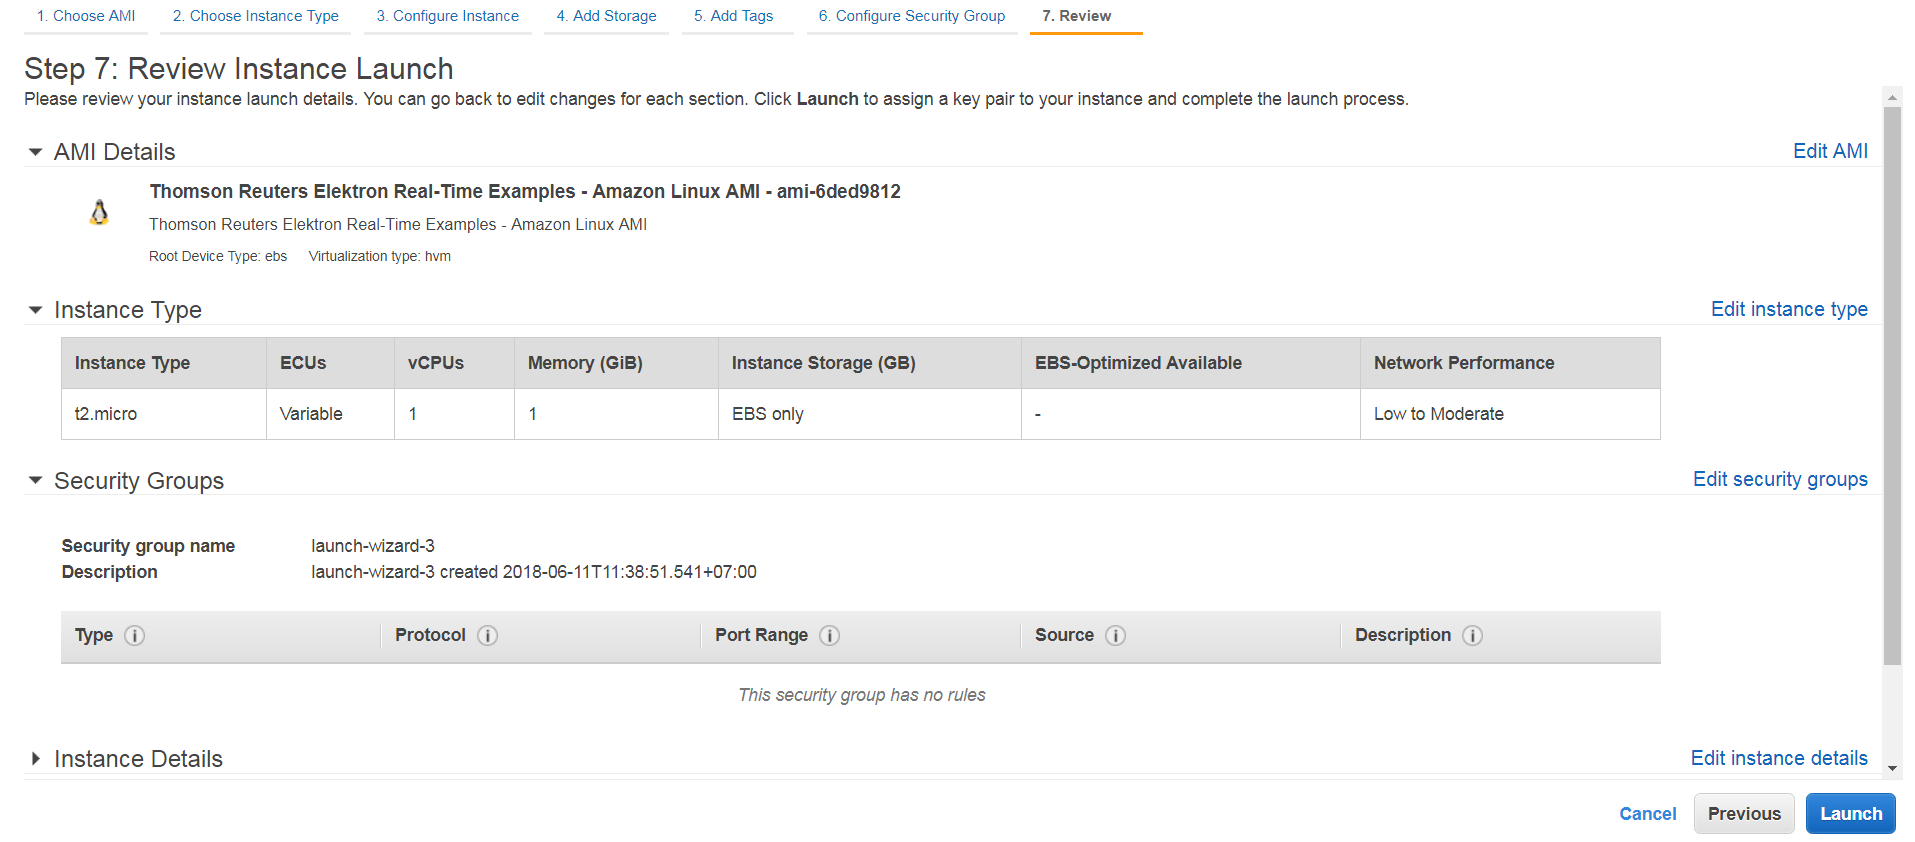 1. Choose AMI 2. Choose Instance Type 3. Configure Instance 4. Add Storage 5. Add Tags 6. Configure Security Group 7. Review
Step 7: Review Instance Launch
Please review your instance launch details. You can go back to edit changes for each section. Click Launch to assign a key pair to your instance and complete the launch process.
AMI Details Edit AMI
Thomson Reuters Elektron Real-Time Examples - Amazon Linux AMI - ami-6ded9812
Thomson Reuters Elektron Real-Time Examples - Amazon Linux AMI
Root Device Type: ebs Virtualization type: hvm
Instance Type Edit instance type
Instance Type ECUs vCPUs Memory (GiB) Instance Storage (GB) EBS-Optimized Available Network Performance
t2.micro Variable 1 1 EBS only - Low to Moderate
Security Groups Edit security groups
Security group name launch-wizard-3
Description launch-wizard-3 created 2018-06-11T11:38:51.541+07:00
Type i Protocol i Port Range i Source i Description i
This security group has no rules
Instance Details Edit instance details
Cancel Previous Launch